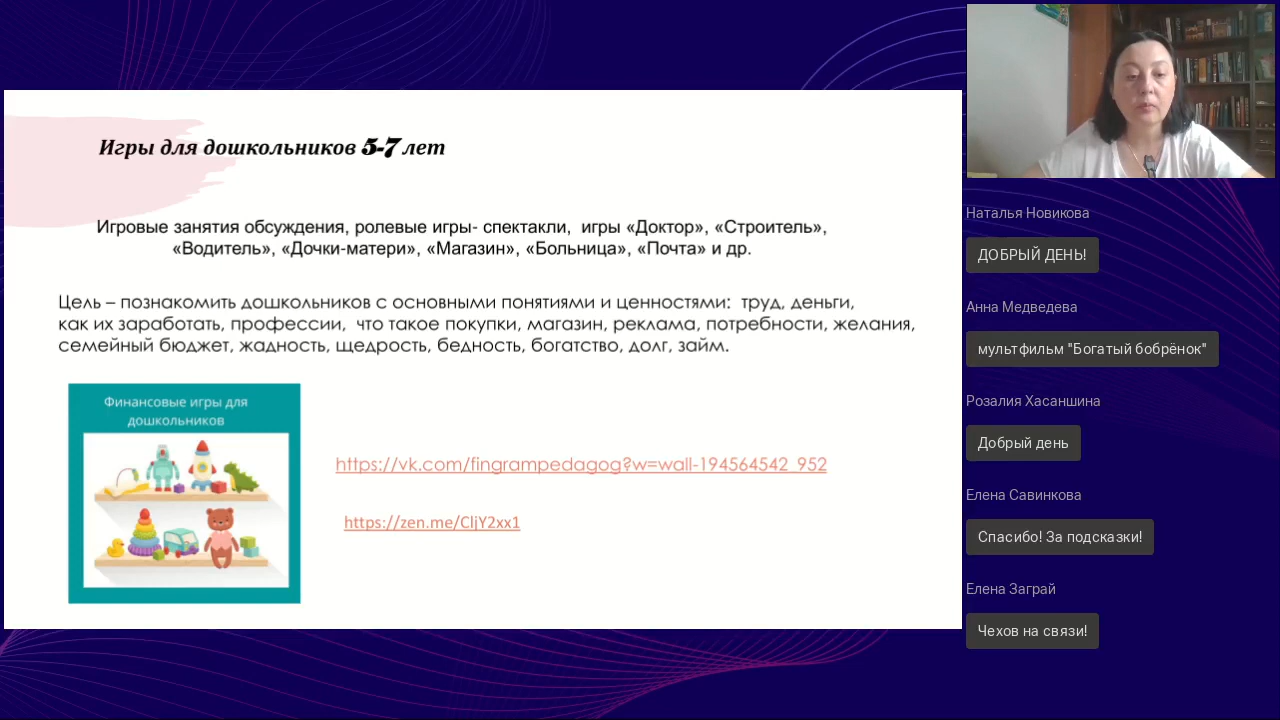 Игры для дошкольников 5-7 лет
Игровые занятия обсуждения, ролевые игры- спектакли, игры «Доктор», «Строитель»,
«Водитель», «Дочки-матери», «Магазин», «Больница», «Почта» и др.
Цель – познакомить дошкольников с основными понятиями и ценностями: труд, деньги,
как их заработать, профессии, что такое покупки, магазин, реклама, потребности, желания,
семейный бюджет, жадность, щедрость, бедность, богатство, долг, займ.
Финансовые игры для
дошкольников
https://vk.com/fingrampedagog?w=wall-194564542_952
https://zen.me/CljY2xx1
Наталья Новикова
ДОБРЫЙ ДЕНЬ!
Анна Медведева
мультфильм "Богатый бобрёнок"
Розалия Хасаншина
Добрый день
Елена Савинкова
Спасибо! За подсказки!
Елена Заграй
Чехов на связи!